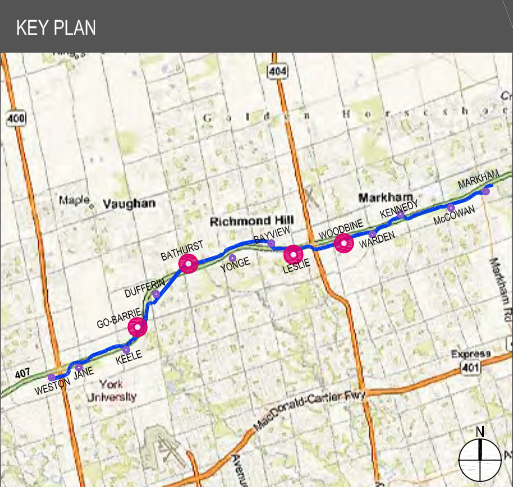 KEY PLAN
404
400
Golden Horseshoe
MARKHAM
Maple
Vaughan
Markham
KENNEDY
McCOWAN
Richmond Hill
WOODBINE
BAYVIEW
WARDEN
BATHURST
YONGE
LESLIE
DUFFERIN
Markham Rd
GO-BARRIE
KEELE
Express
401
407
JANE
WESTON
York
University
MacDonald-Cartier Fwy
N
Avenue